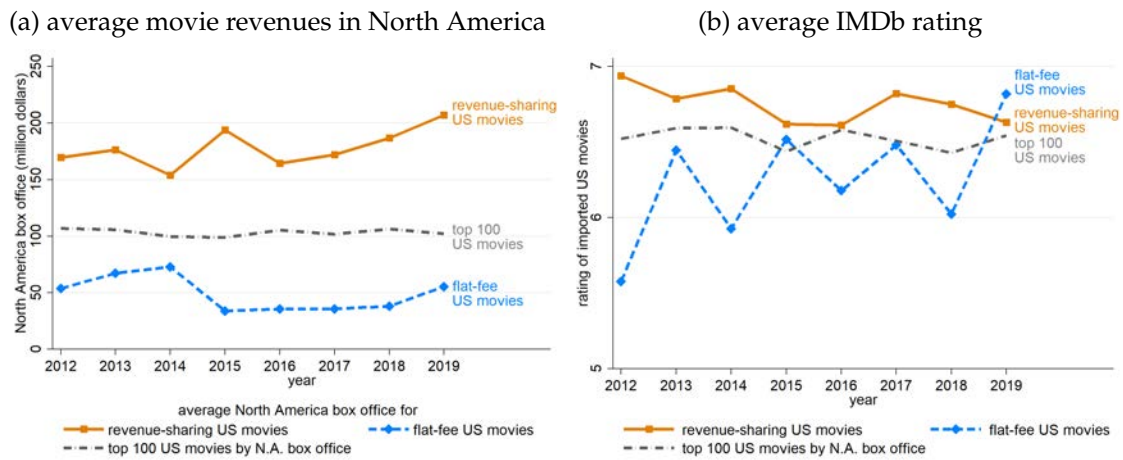 (a) average movie revenues in North America
North America box office (million dollars)
250
200
150
100
50
0
revenue-sharing
US movies
top 100
US movies
flat-fee
US movies
2012 2013 2014 2015 2016 2017 2018 2019
year
average North America box office for
revenue-sharing US movies
flat-fee US movies
top 100 US movies by N.A. box office
(b) average IMDb rating
rating of imported US movies
7
6
5
flat-fee
US movies
revenue-sharing
US movies
top 100
US movies
2012 2013 2014 2015 2016 2017 2018 2019
year
revenue-sharing US movies
flat-fee US movies
top 100 US movies by N.A. box office